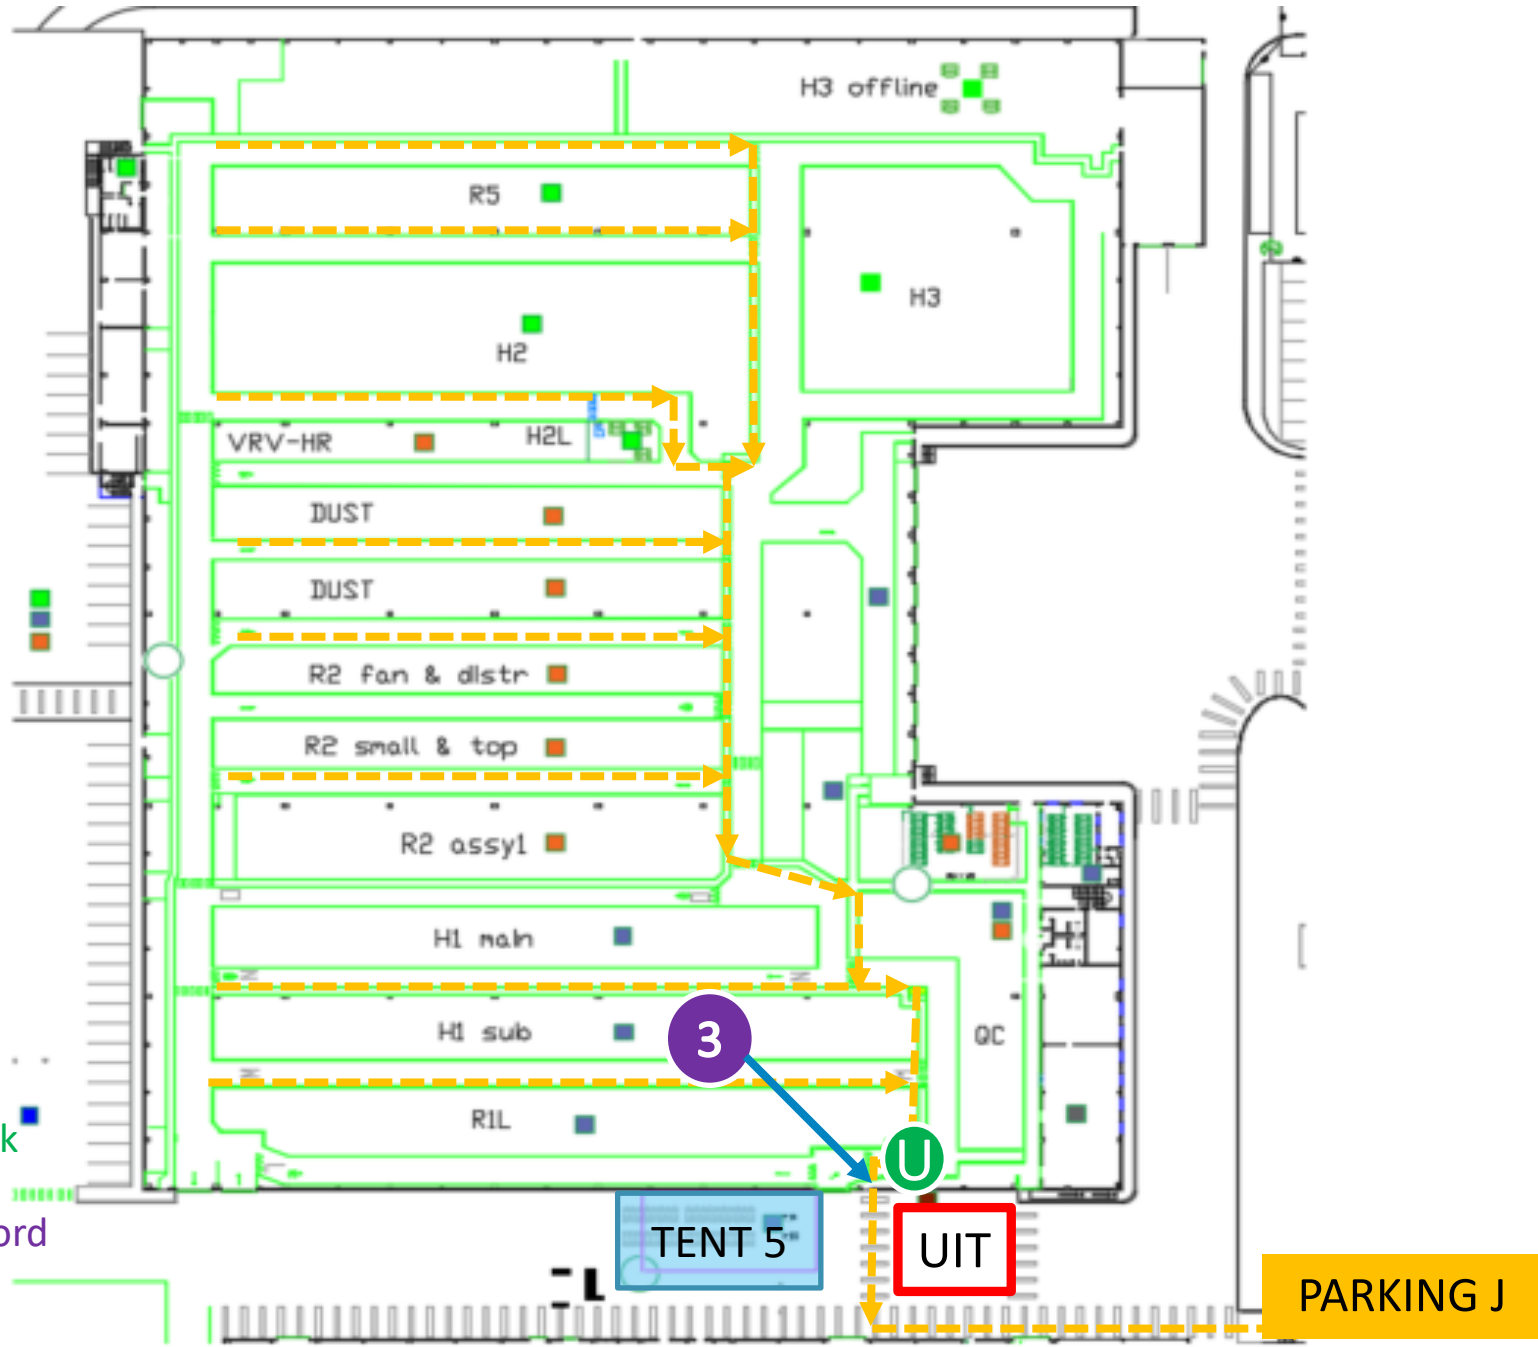 H3 offline
R5
H3
H2
VRV-HR
H2L
DUST
DUST
R2 fan & dIstr
R2 small & top
R2 assy1
H1 maIn
3
H1 sub
QC
R1L
k
U
ord
TENT 5
UIT
PARKING J